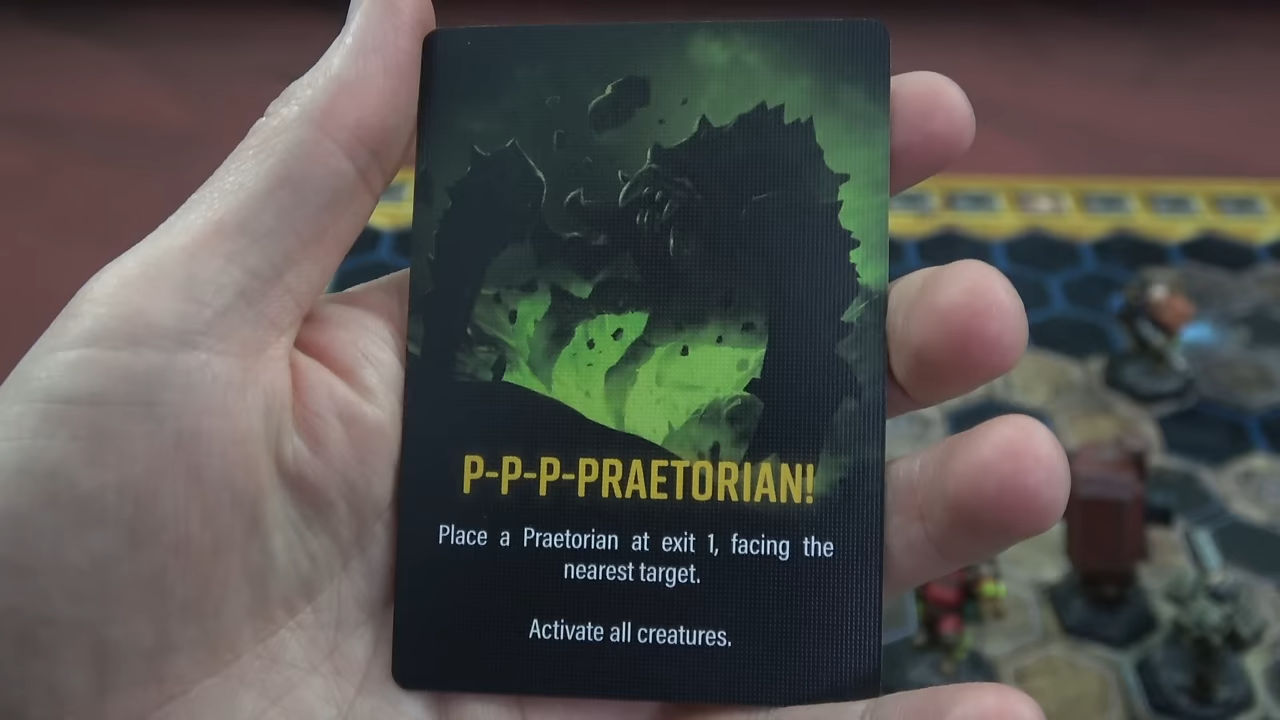 P-P-P-PRAETORIAN!
Place a Praetorian at exit 1, facing the
nearest target.
Activate all creatures.